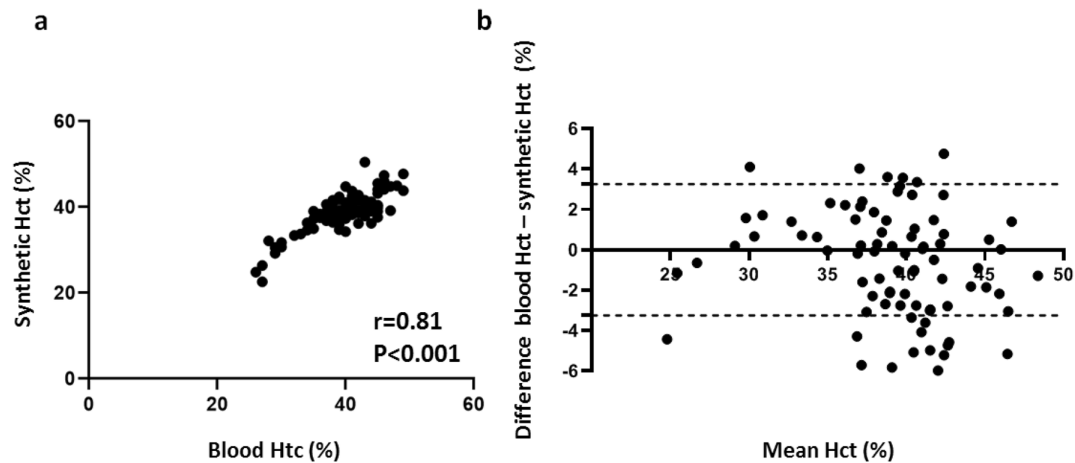 a
Synthetic Hct (%)
60
40
20
0
r=0.81
P<0.001
0
20
40
60
Blood Htc (%)
b
Difference blood Hct – synthetic Hct (%)
6
4
2
0
-2
-4
-6
25
30
35
40
45
50
Mean Hct (%)